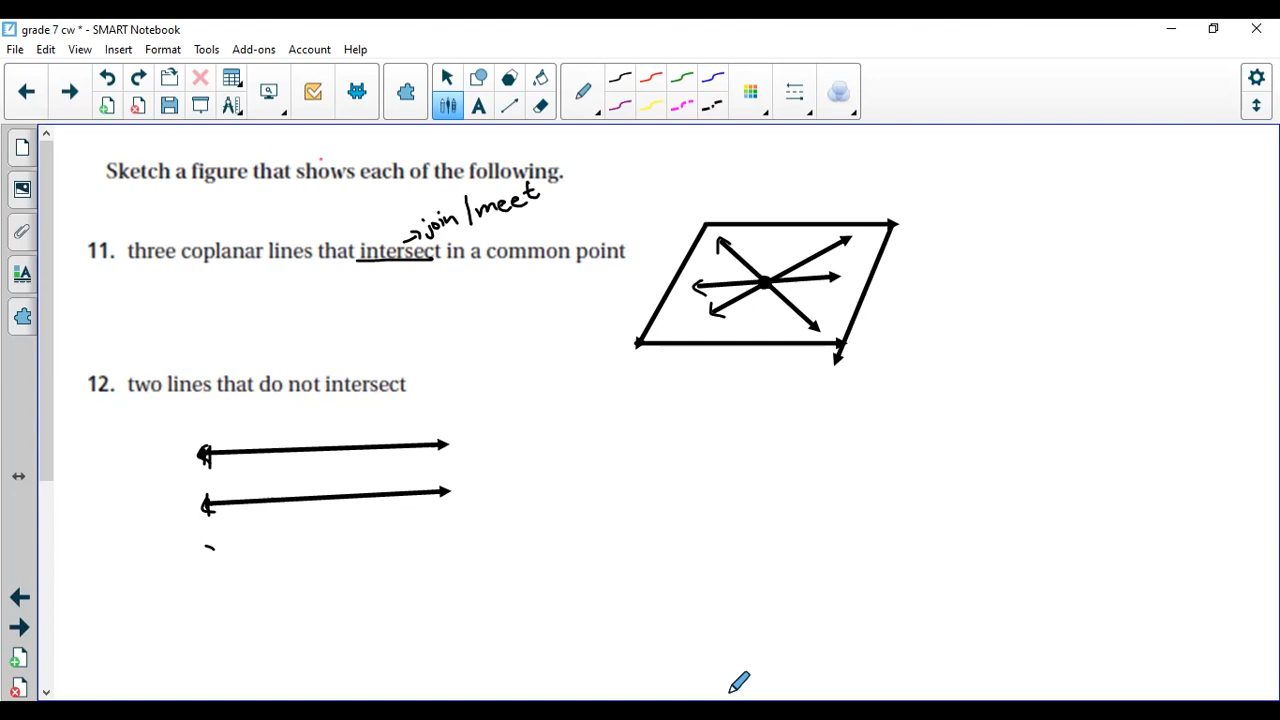 grade 7 cw * - SMART Notebook
File Edit View Insert Format Tools Add-ons Account Help
Sketch a figure that shows each of the following.
→ join / meet
11. three coplanar lines that intersect in a common point
12. two lines that do not intersect